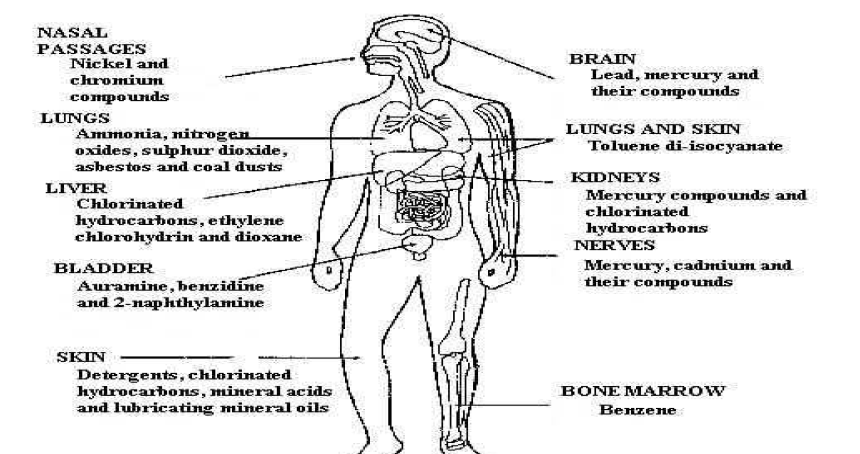 NASAL
PASSAGES
Nickel and
chromium
compounds
LUNGS
Ammonia, nitrogen
oxides, sulphur dioxide,
asbestos and coal dusts
LIVER
Chlorinated
hydrocarbons, ethylene
chlorohydrin and dioxane
BLADDER
Auramine, benzidine
and 2-naphthylamine
SKIN
Detergents, chlorinated
hydrocarbons, mineral acids
and lubricating mineral oils
BRAIN
Lead, mercury and
their compounds
LUNGS AND SKIN
Toluene di-isocyanate
KIDNEYS
Mercury compounds and
chlorinated
hydrocarbons
NERVES
Mercury, cadmium and
their compounds
BONE MARROW
Benzene